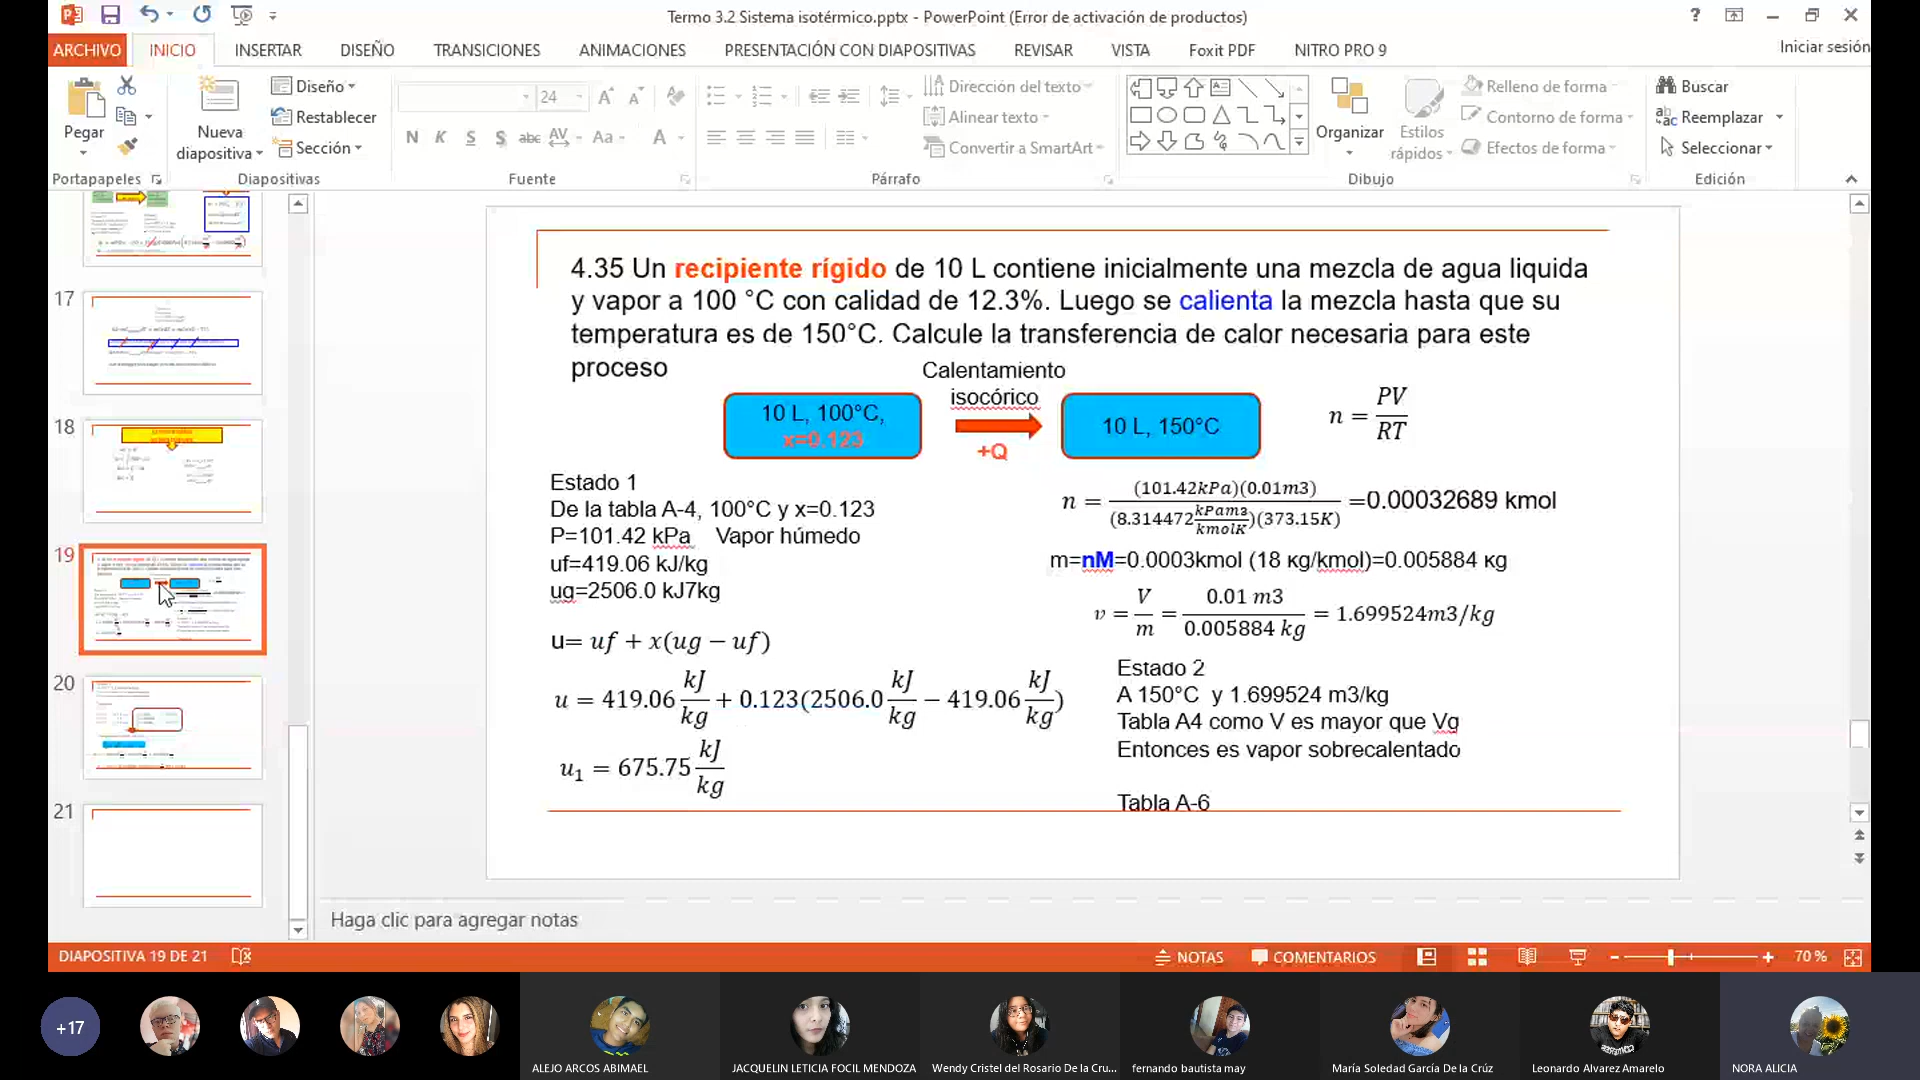 Termo 3.2 Sistema isotérmico.pptx - PowerPoint (Error de activación de productos)
ARCHIVO INICIO INSERTAR DISEÑO TRANSICIONES ANIMACIONES PRESENTACIÓN CON DIAPOSITIVAS REVISAR VISTA Foxit PDF NITRO PRO 9 Iniciar sesión
Pegar
Nueva diapositiva
Diseño
Restablecer
Sección
24
N K S S abc AV Aa A
Dirección del texto
Alinear texto
Convertir a SmartArt
Organizar
Estilos rápidos
Relleno de forma
Contorno de forma
Efectos de forma
Buscar
Reemplazar
Seleccionar
Portapapeles Diapositivas Fuente Párrafo Dibujo Edición
17
18
19
20
21
4.35 Un recipiente rígido de 10 L contiene inicialmente una mezcla de agua liquida
y vapor a 100 °C con calidad de 12.3%. Luego se calienta la mezcla hasta que su
temperatura es de 150°C. Calcule la transferencia de calor necesaria para este
proceso
Calentamiento
isocórico
10 L, 100°C,
x=0.123
+Q
10 L, 150°C
n = PV/RT
Estado 1
De la tabla A-4, 100°C y x=0.123
P=101.42 kPa Vapor húmedo
uf=419.06 kJ/kg
ug=2506.0 kJ7kg
u= uf + x(ug − uf)
u = 419.06 kJ/kg + 0.123(2506.0 kJ/kg − 419.06 kJ/kg)
u₁ = 675.75 kJ/kg
n = (101.42kPa)(0.01m3)/(8.314472 kPam3/kmolK)(373.15K) =0.00032689 kmol
m=nM=0.0003kmol (18 kg/kmol)=0.005884 kg
v = V/m = 0.01 m3/0.005884 kg = 1.699524m3/kg
Estado 2
A 150°C y 1.699524 m3/kg
Tabla A4 como V es mayor que Vg
Entonces es vapor sobrecalentado
Tabla A-6
Haga clic para agregar notas
DIAPOSITIVA 19 DE 21 NOTAS COMENTARIOS 70 %
+17
ALEJO ARCOS ABIMAEL
JACQUELIN LETICIA FOCIL MENDOZA
Wendy Cristel del Rosario De la Cru...
fernando bautista may
María Soledad García De la Crúz
Leonardo Alvarez Amarelo
NORA ALICIA